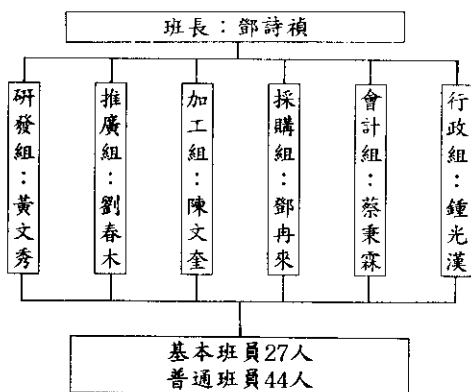 班長：鄧詩禎
研發組：黃文秀
推廣組：劉春木
加工組：陳文奎
採購組：鄧冉來
會計組：蔡秉霖
行政組：鍾光漢
基本班員27人
普通班員44人